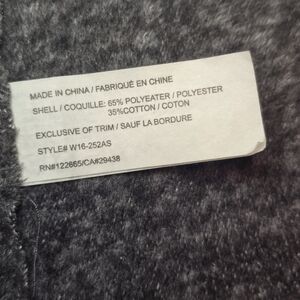 MADE IN CHINA / FABRIQUÉ EN CHINE
SHELL / COQUILLE: 65% POLYEATER / POLYESTER
35%COTTON / COTON
EXCLUSIVE OF TRIM / SAUF LA BORDURE
STYLE# W16-252AS
RN#122665/CA#29438